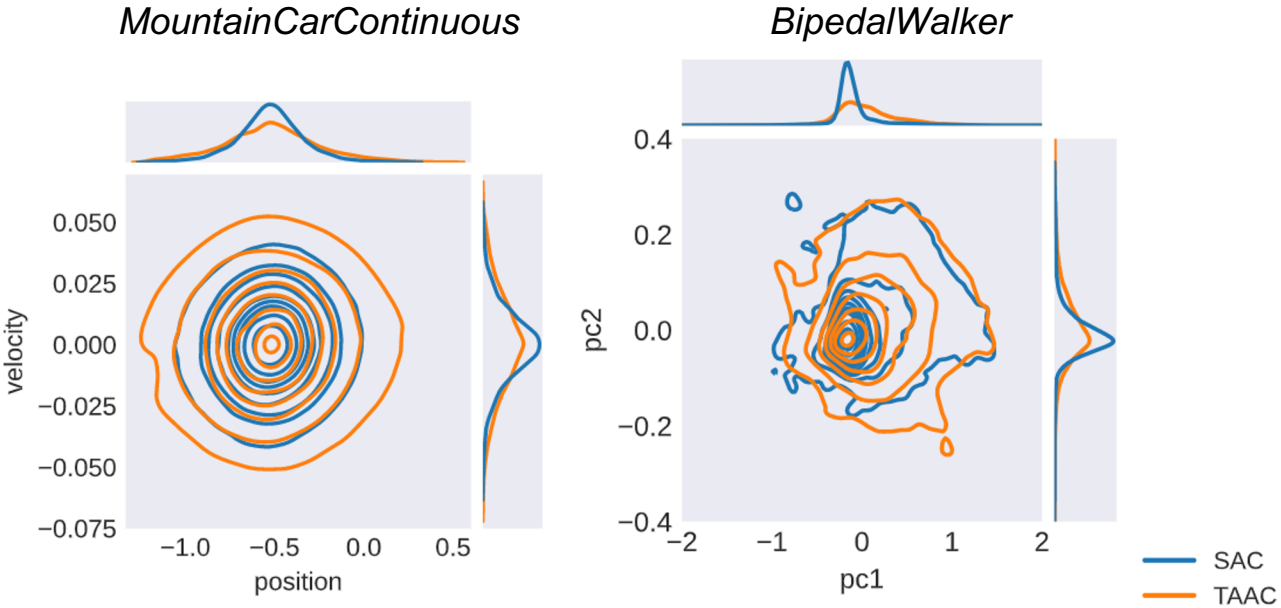 MountainCarContinuous
BipedalWalker
0.050
0.025
0.000
−0.025
−0.050
−0.075
velocity
−1.0 −0.5 0.0 0.5
position
0.4
0.2
0.0
−0.2
−0.4
pc2
−2 −1 0 1 2
pc1
SAC
TAAC